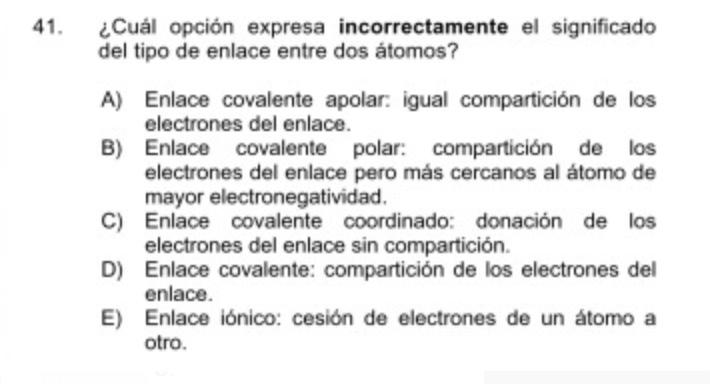 41. ¿Cuál opción expresa incorrectamente el significado
del tipo de enlace entre dos átomos?
A) Enlace covalente apolar: igual compartición de los
electrones del enlace.
B) Enlace covalente polar: compartición de los
electrones del enlace pero más cercanos al átomo de
mayor electronegatividad.
C) Enlace covalente coordinado: donación de los
electrones del enlace sin compartición.
D) Enlace covalente: compartición de los electrones del
enlace.
E) Enlace iónico: cesión de electrones de un átomo a
otro.